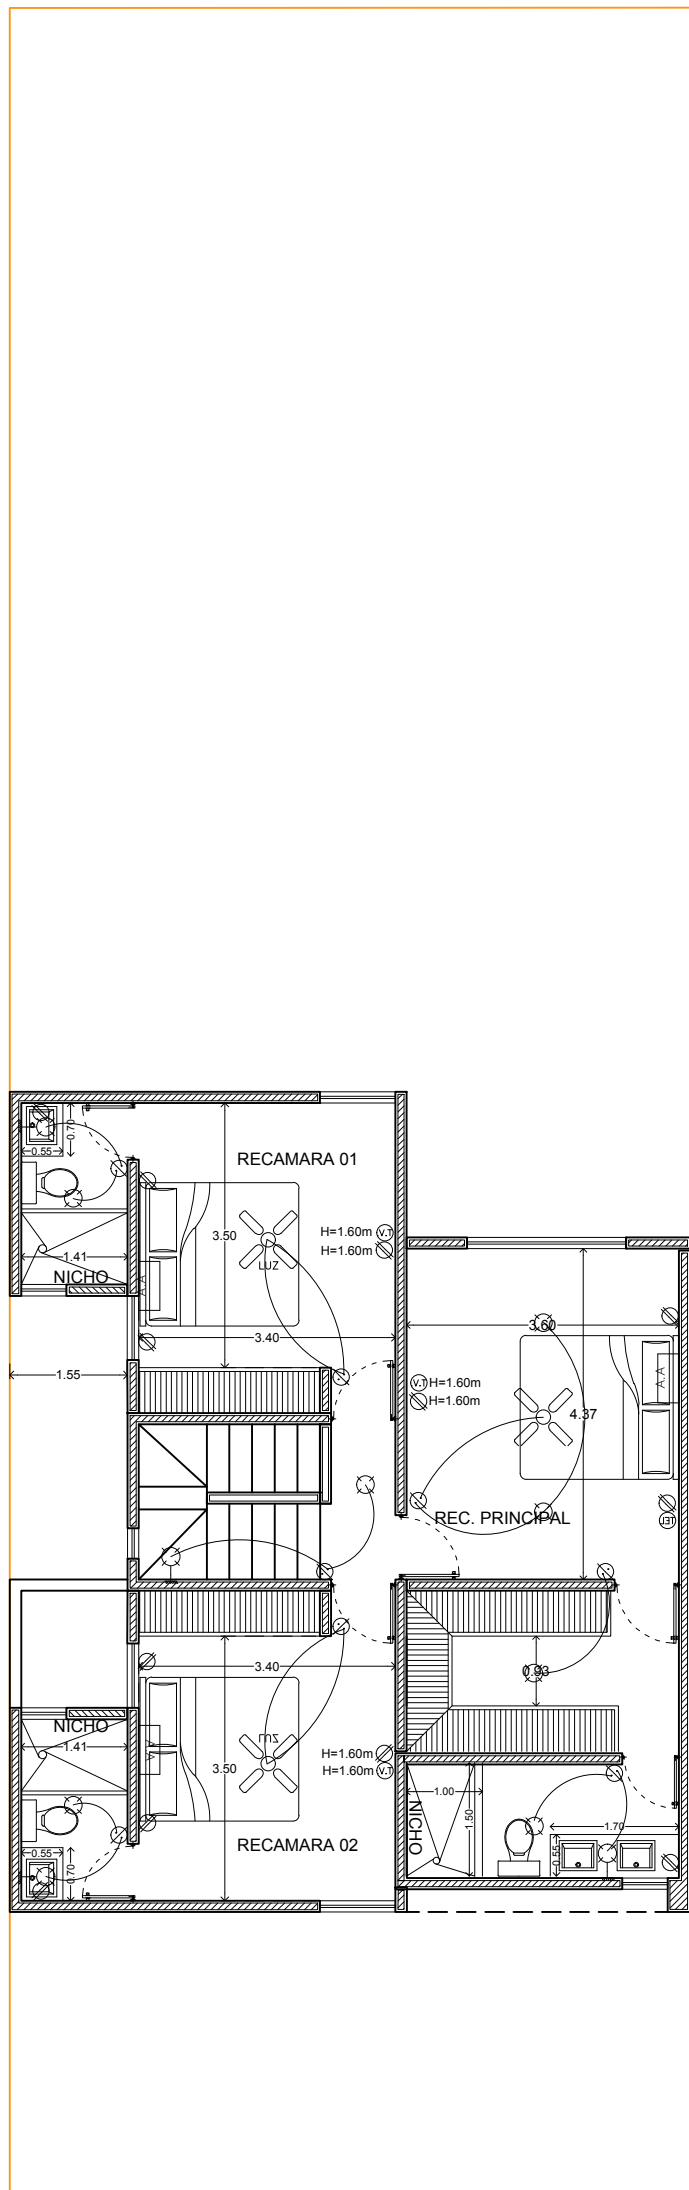 0.70
0.55
RECAMARA 01
3.50
H=1.60m V.T
H=1.60m
LUZ
1.41
NICHO
A.A
3.60
3.40
1.55
V.T H=1.60m
H=1.60m
A.A
4.37
REC. PRINCIPAL
TEL
3.40
0.93
NICHO
1.41
A.A
LUZ
3.50
H=1.60m
H=1.60m V.T
1.00
1.50
NICHO
1.70
0.55
RECAMARA 02
0.55
0.70